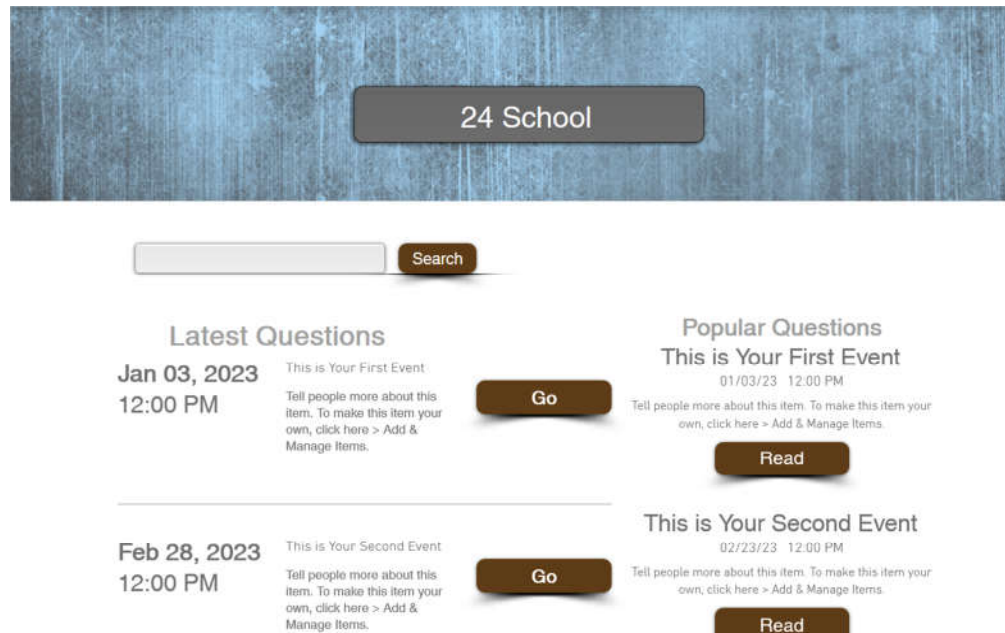 24 School
Search
Latest Questions
Jan 03, 2023
12:00 PM
This is Your First Event
Tell people more about this
item. To make this item your
own, click here > Add &
Manage Items.
Go
Feb 28, 2023
12:00 PM
This is Your Second Event
Tell people more about this
item. To make this item your
own, click here > Add &
Manage Items.
Go
Popular Questions
This is Your First Event
01/03/23 12:00 PM
Tell people more about this item. To make this item your
own, click here > Add & Manage Items.
Read
This is Your Second Event
02/23/23 12:00 PM
Tell people more about this item. To make this item your
own, click here > Add & Manage Items.
Read